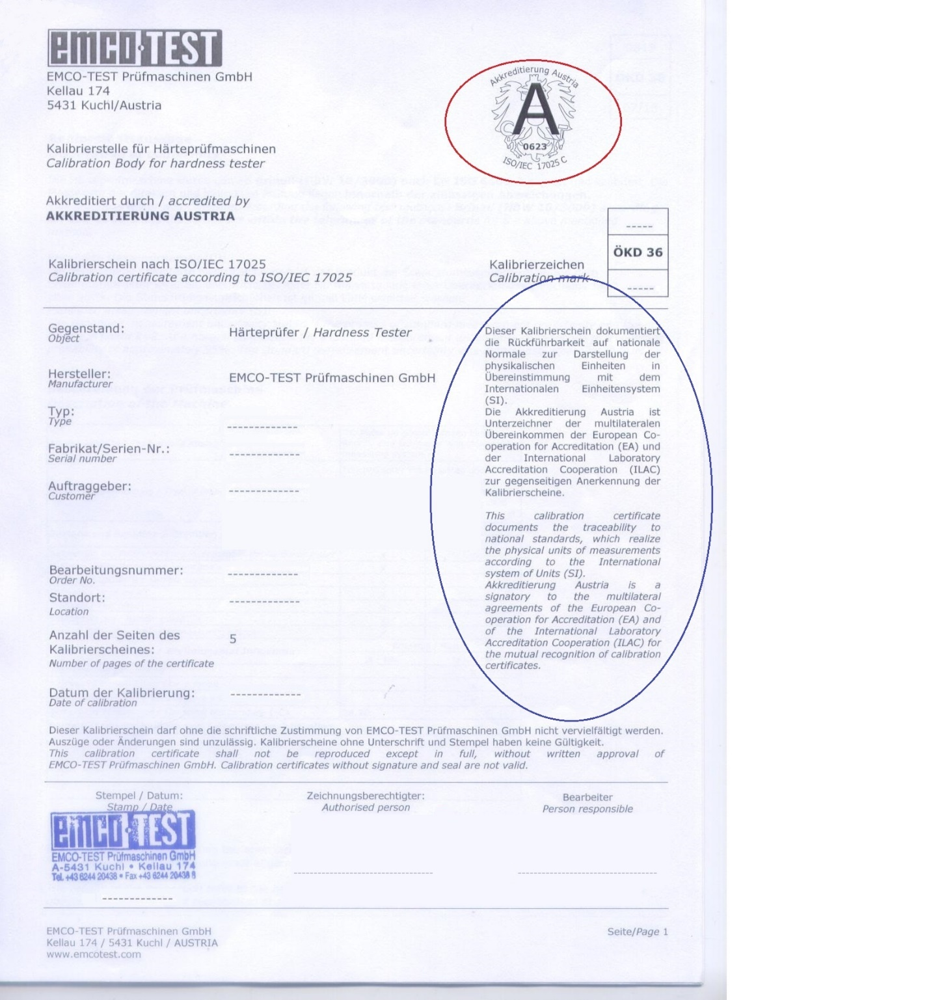 emco·TEST
EMCO-TEST Prüfmaschinen GmbH
Kellau 174
5431 Kuchl/Austria
Akkreditierung Austria
A
0623
ISO/IEC 17025 C
Kalibrierstelle für Härteprüfmaschinen
Calibration Body for hardness tester
Akkreditiert durch / accredited by
AKKREDITIERUNG AUSTRIA
Kalibrierschein nach ISO/IEC 17025
Calibration certificate according to ISO/IEC 17025
Kalibrierzeichen
Calibration mark
-----
ÖKD 36
-----
Gegenstand:
Object
Härteprüfer / Hardness Tester
Hersteller:
Manufacturer
EMCO-TEST Prüfmaschinen GmbH
Typ:
Type
-------------
Fabrikat/Serien-Nr.:
Serial number
-------------
Auftraggeber:
Customer
-------------
Bearbeitungsnummer:
Order No.
-------------
Standort:
Location
-------------
Anzahl der Seiten des
Kalibrierscheines:
Number of pages of the certificate
5
Datum der Kalibrierung:
Date of calibration
-------------
Dieser Kalibrierschein dokumentiert
die Rückführbarkeit auf nationale
Normale zur Darstellung der
physikalischen Einheiten in
Übereinstimmung mit dem
Internationalen Einheitensystem
(SI).
Die Akkreditierung Austria ist
Unterzeichner der multilateralen
Übereinkommen der European Co-
operation for Accreditation (EA) und
der International Laboratory
Accreditation Cooperation (ILAC)
zur gegenseitigen Anerkennung der
Kalibrierscheine.
This calibration certificate
documents the traceability to
national standards, which realize
the physical units of measurements
according to the International
system of Units (SI).
Akkreditierung Austria is a
signatory to the multilateral
agreements of the European Co-
operation for Accreditation (EA) and
of the International Laboratory
Accreditation Cooperation (ILAC) for
the mutual recognition of calibration
certificates.
Dieser Kalibrierschein darf ohne die schriftliche Zustimmung von EMCO-TEST Prüfmaschinen GmbH nicht vervielfältigt werden.
Auszüge oder Änderungen sind unzulässig. Kalibrierscheine ohne Unterschrift und Stempel haben keine Gültigkeit.
This calibration certificate shall not be reproduced except in full, without written approval of
EMCO-TEST Prüfmaschinen GmbH. Calibration certificates without signature and seal are not valid.
Stempel / Datum:
Stamp / Date
emco·TEST
EMCO-TEST Prüfmaschinen GmbH
A-5431 Kuchl • Kellau 174
Tel. +43 6244 20438 • Fax +43 6244 20438 8
-------------
Zeichnungsberechtigter:
Authorised person
Bearbeiter
Person responsible
EMCO-TEST Prüfmaschinen GmbH
Kellau 174 / 5431 Kuchl / AUSTRIA
www.emcotest.com
Seite/Page 1